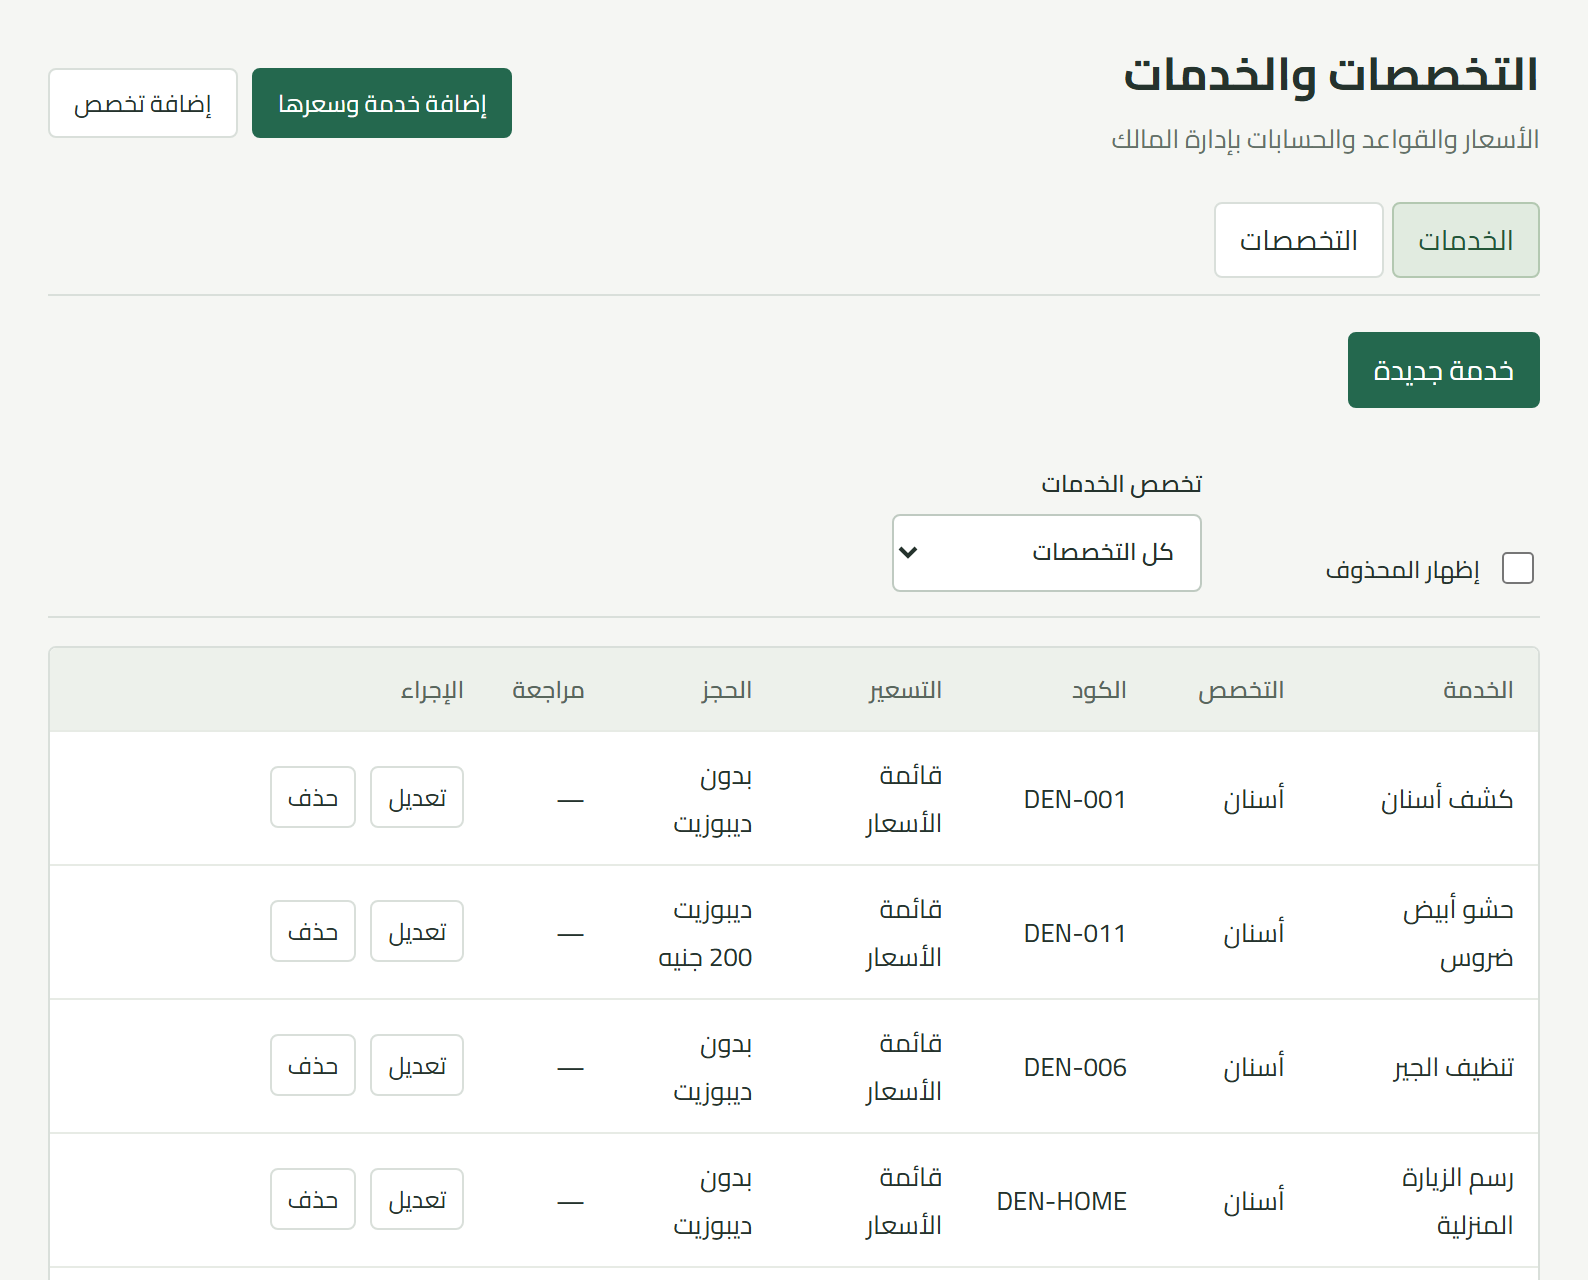 التخصصات والخدمات
الأسعار والقواعد والحسابات بإدارة المالك
إضافة خدمة وسعرها
إضافة تخصص
الخدمات
التخصصات
خدمة جديدة
إظهار المحذوف
تخصص الخدمات
كل التخصصات
الخدمة التخصص الكود التسعير الحجز مراجعة الإجراء
كشف أسنان
أسنان
DEN-001
قائمة
الأسعار
بدون
ديبوزيت
—
تعديل
حذف
حشو أبيض
ضروس
أسنان
DEN-011
قائمة
الأسعار
ديبوزيت
200 جنيه
—
تعديل
حذف
تنظيف الجير
أسنان
DEN-006
قائمة
الأسعار
بدون
ديبوزيت
—
تعديل
حذف
رسم الزيارة
المنزلية
أسنان
DEN-HOME
قائمة
الأسعار
بدون
ديبوزيت
—
تعديل
حذف